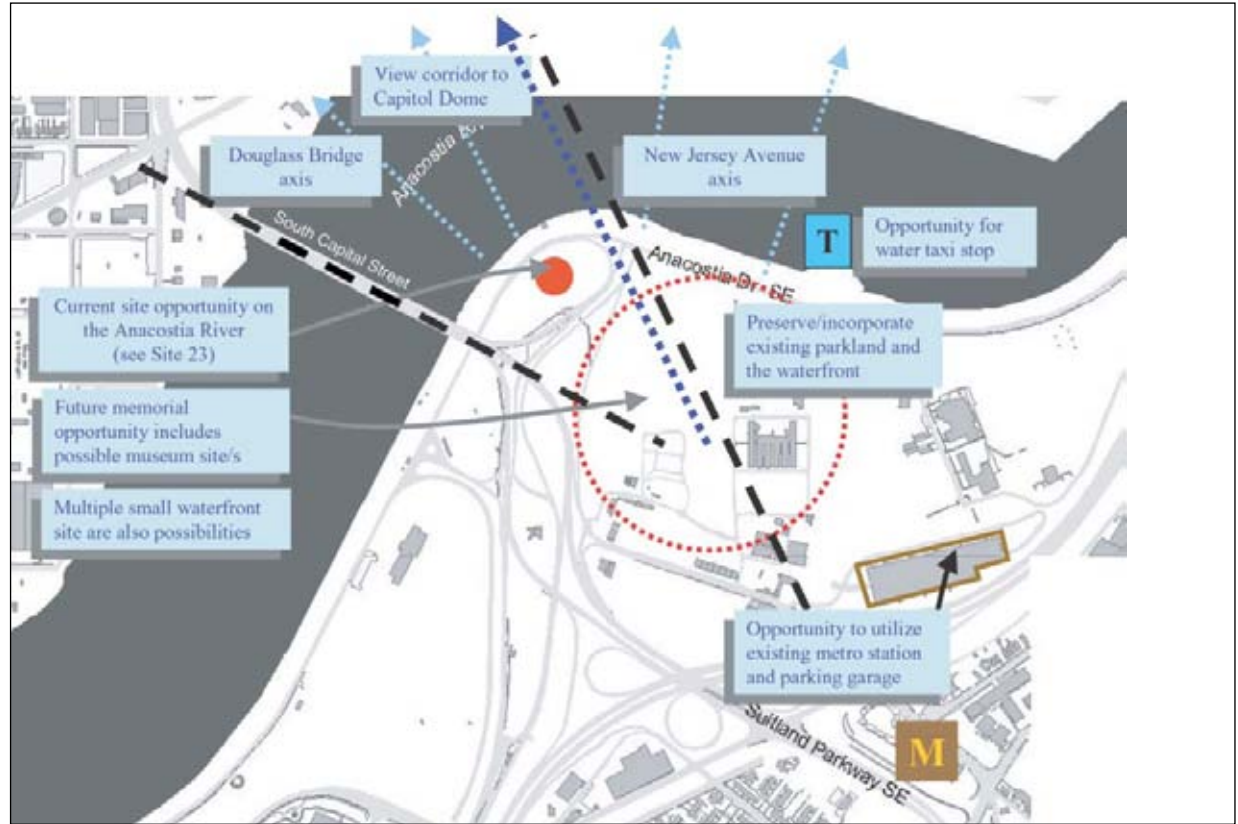 View corridor to
Capitol Dome
Douglass Bridge
axis
Anacostia
New Jersey Avenue
axis
South Capital Street
T
Opportunity for
water taxi stop
Anacostia Dr SE
Current site opportunity on
the Anacostia River
(see Site 23)
Preserve/incorporate
existing parkland and
the waterfront
Future memorial
opportunity includes
possible museum site/s
Multiple small waterfront
site are also possibilities
Opportunity to utilize
existing metro station
and parking garage
Suitland Parkway SE
M